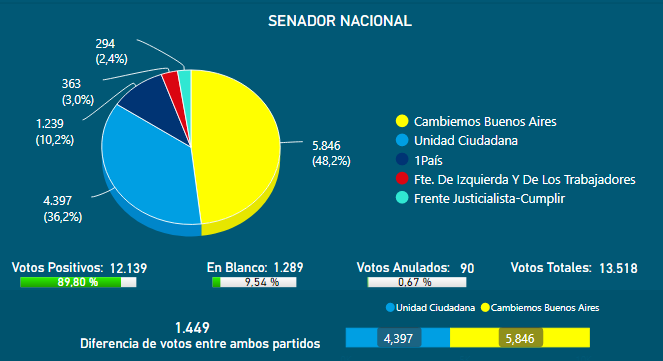 SENADOR NACIONAL
294
(2,4%)
363
(3,0%)
1.239
(10,2%)
4.397
(36,2%)
5.846
(48,2%)
Cambiemos Buenos Aires
Unidad Ciudadana
1País
Fte. De Izquierda Y De Los Trabajadores
Frente Justicialista-Cumplir
Votos Positivos: 12.139
89,80 %
En Blanco: 1.289
9,54 %
Votos Anulados: 90
0,67 %
Votos Totales: 13.518
Unidad Ciudadana Cambiemos Buenos Aires
1.449
Diferencia de votos entre ambos partidos
4,397 5,846